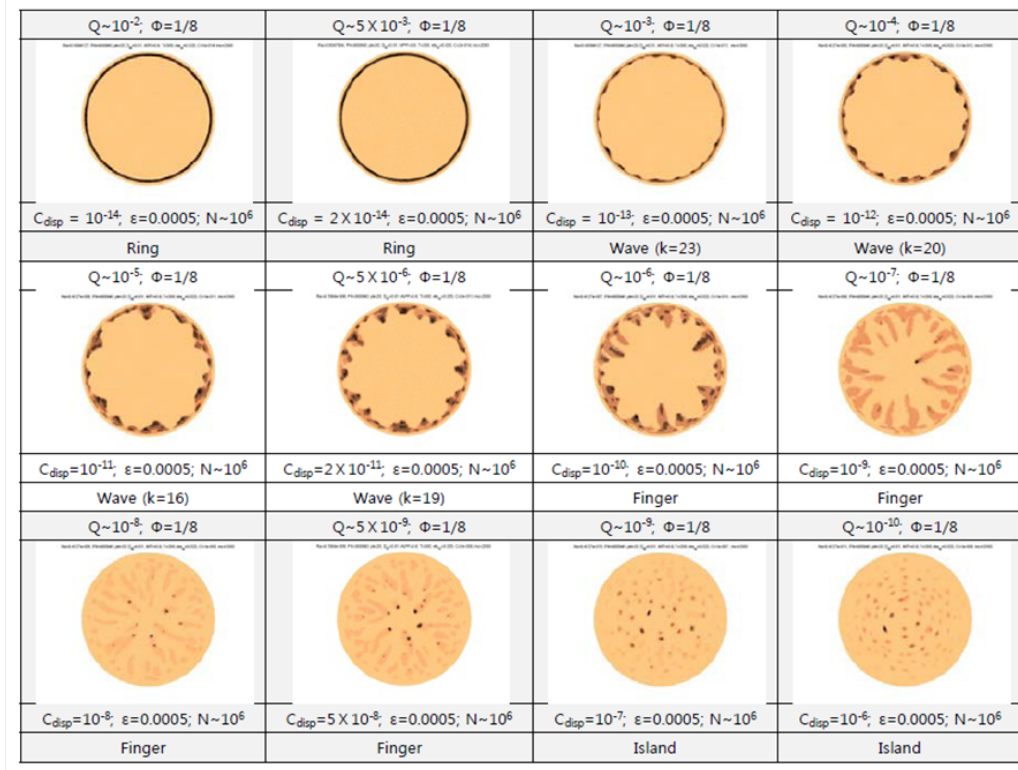 Q~10⁻²; Φ=1/8
Q~5 X 10⁻³; Φ=1/8
Q~10⁻³; Φ=1/8
Q~10⁻⁴; Φ=1/8
C_disp = 10⁻¹⁴; ε=0.0005; N~10⁶
C_disp = 2 X 10⁻¹⁴; ε=0.0005; N~10⁶
C_disp = 10⁻¹³; ε=0.0005; N~10⁶
C_disp = 10⁻¹²; ε=0.0005; N~10⁶
Ring
Ring
Wave (k=23)
Wave (k=20)
Q~10⁻⁵; Φ=1/8
Q~5 X 10⁻⁶; Φ=1/8
Q~10⁻⁶; Φ=1/8
Q~10⁻⁷; Φ=1/8
C_disp=10⁻¹¹; ε=0.0005; N~10⁶
C_disp=2 X 10⁻¹¹; ε=0.0005; N~10⁶
C_disp=10⁻¹⁰; ε=0.0005; N~10⁶
C_disp=10⁻⁹; ε=0.0005; N~10⁶
Wave (k=16)
Wave (k=19)
Finger
Finger
Q~10⁻⁸; Φ=1/8
Q~5 X 10⁻⁹; Φ=1/8
Q~10⁻⁹; Φ=1/8
Q~10⁻¹⁰; Φ=1/8
C_disp=10⁻⁸; ε=0.0005; N~10⁶
C_disp=5 X 10⁻⁸; ε=0.0005; N~10⁶
C_disp=10⁻⁷; ε=0.0005; N~10⁶
C_disp=10⁻⁶; ε=0.0005; N~10⁶
Finger
Finger
Island
Island